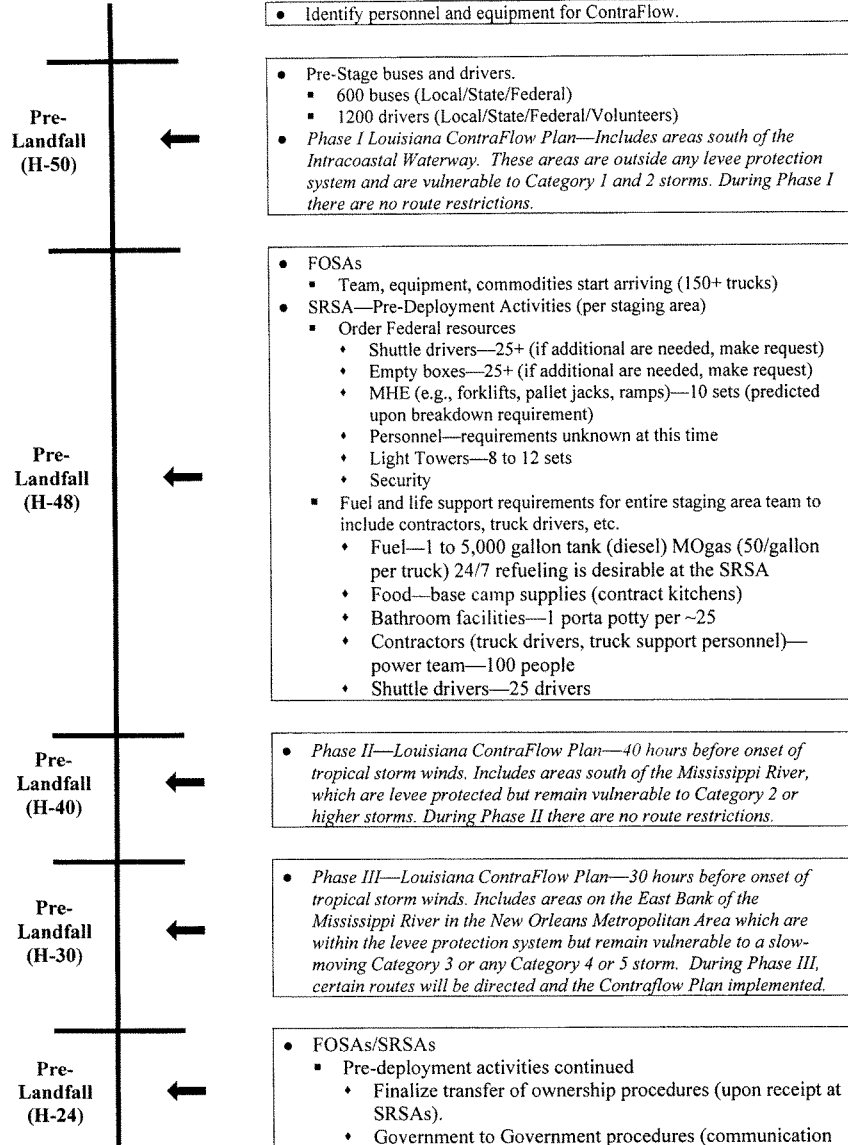 • Identify personnel and equipment for ContraFlow.
Pre-
Landfall
(H-50)
• Pre-Stage buses and drivers.
▪ 600 buses (Local/State/Federal)
▪ 1200 drivers (Local/State/Federal/Volunteers)
• Phase I Louisiana ContraFlow Plan—Includes areas south of the
Intracoastal Waterway. These areas are outside any levee protection
system and are vulnerable to Category 1 and 2 storms. During Phase I
there are no route restrictions.
Pre-
Landfall
(H-48)
• FOSAs
▪ Team, equipment, commodities start arriving (150+ trucks)
• SRSA—Pre-Deployment Activities (per staging area)
▪ Order Federal resources
♦ Shuttle drivers—25+ (if additional are needed, make request)
♦ Empty boxes—25+ (if additional are needed, make request)
♦ MHE (e.g., forklifts, pallet jacks, ramps)—10 sets (predicted
upon breakdown requirement)
♦ Personnel—requirements unknown at this time
♦ Light Towers—8 to 12 sets
♦ Security
▪ Fuel and life support requirements for entire staging area team to
include contractors, truck drivers, etc.
♦ Fuel—1 to 5,000 gallon tank (diesel) MOgas (50/gallon
per truck) 24/7 refueling is desirable at the SRSA
♦ Food—base camp supplies (contract kitchens)
♦ Bathroom facilities—1 porta potty per ~25
♦ Contractors (truck drivers, truck support personnel)—
power team—100 people
♦ Shuttle drivers—25 drivers
Pre-
Landfall
(H-40)
• Phase II—Louisiana ContraFlow Plan—40 hours before onset of
tropical storm winds. Includes areas south of the Mississippi River,
which are levee protected but remain vulnerable to Category 2 or
higher storms. During Phase II there are no route restrictions.
Pre-
Landfall
(H-30)
• Phase III—Louisiana ContraFlow Plan—30 hours before onset of
tropical storm winds. Includes areas on the East Bank of the
Mississippi River in the New Orleans Metropolitan Area which are
within the levee protection system but remain vulnerable to a slow-
moving Category 3 or any Category 4 or 5 storm. During Phase III,
certain routes will be directed and the Contraflow Plan implemented.
Pre-
Landfall
(H-24)
• FOSAs/SRSAs
▪ Pre-deployment activities continued
♦ Finalize transfer of ownership procedures (upon receipt at
SRSAs).
♦ Government to Government procedures (communication